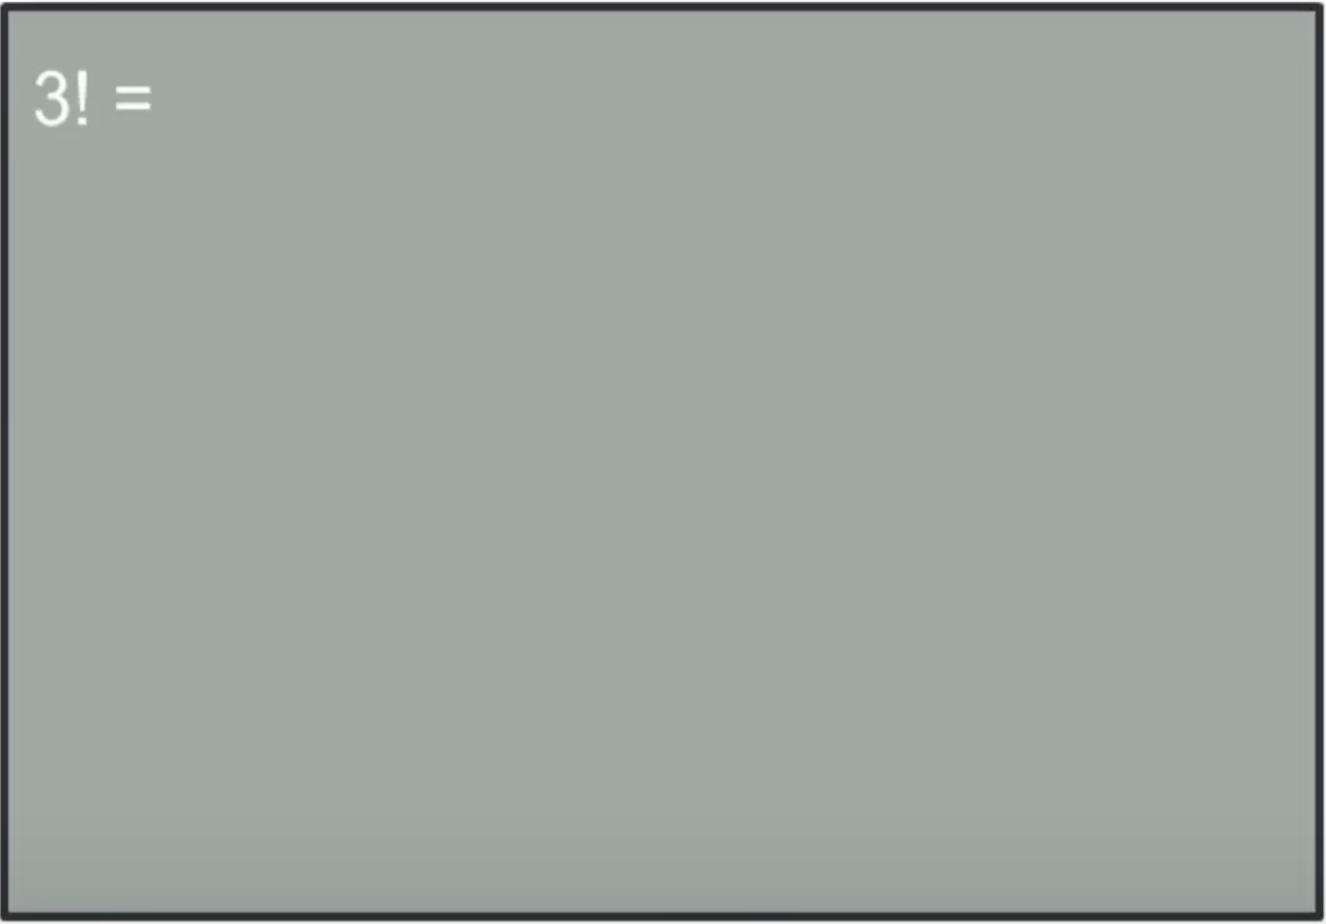 3! =